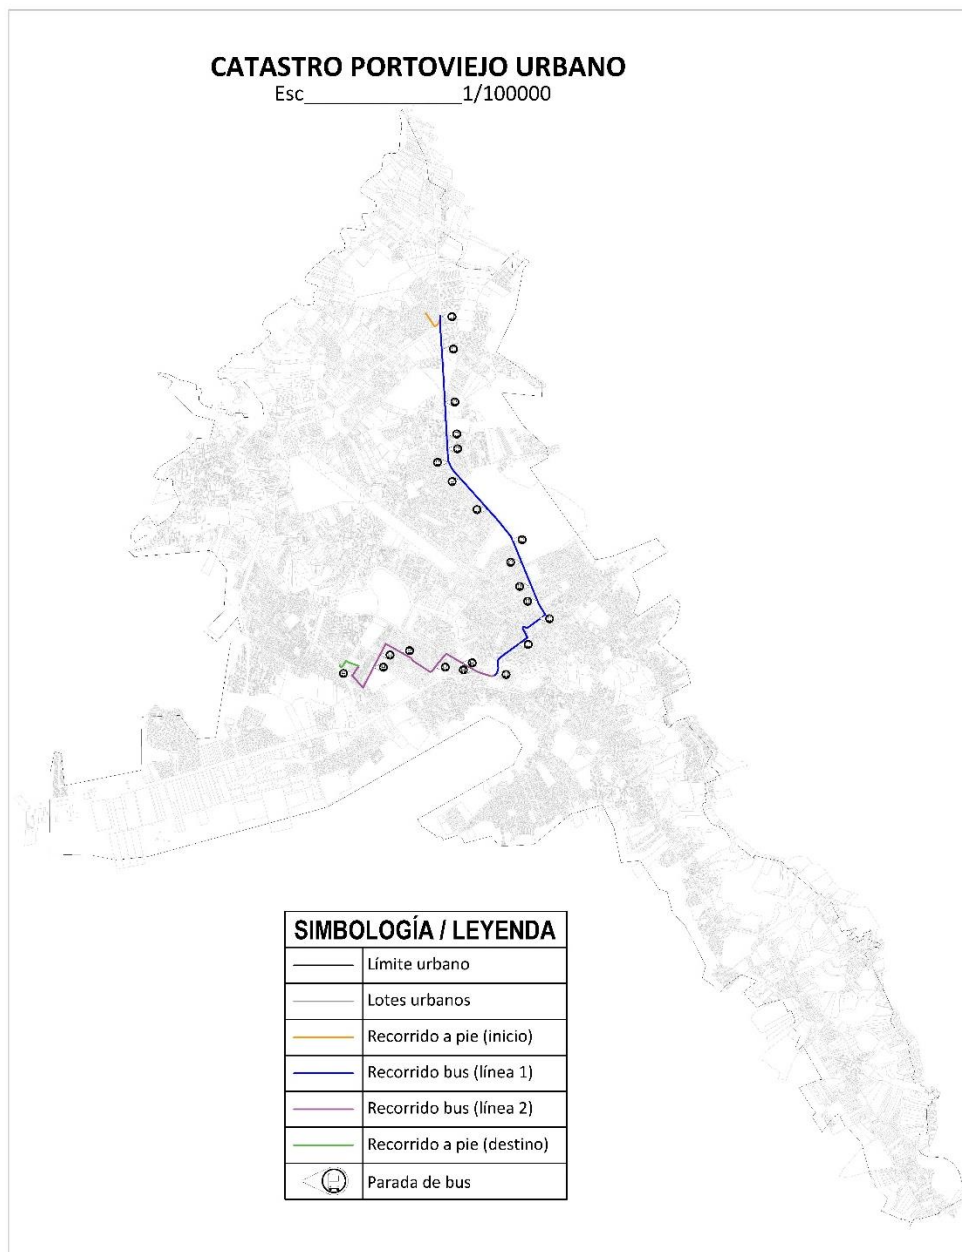 CATASTRO PORTOVIEJO URBANO
Esc________________1/100000
SIMBOLOGÍA / LEYENDA
Límite urbano
Lotes urbanos
Recorrido a pie (inicio)
Recorrido bus (línea 1)
Recorrido bus (línea 2)
Recorrido a pie (destino)
Parada de bus